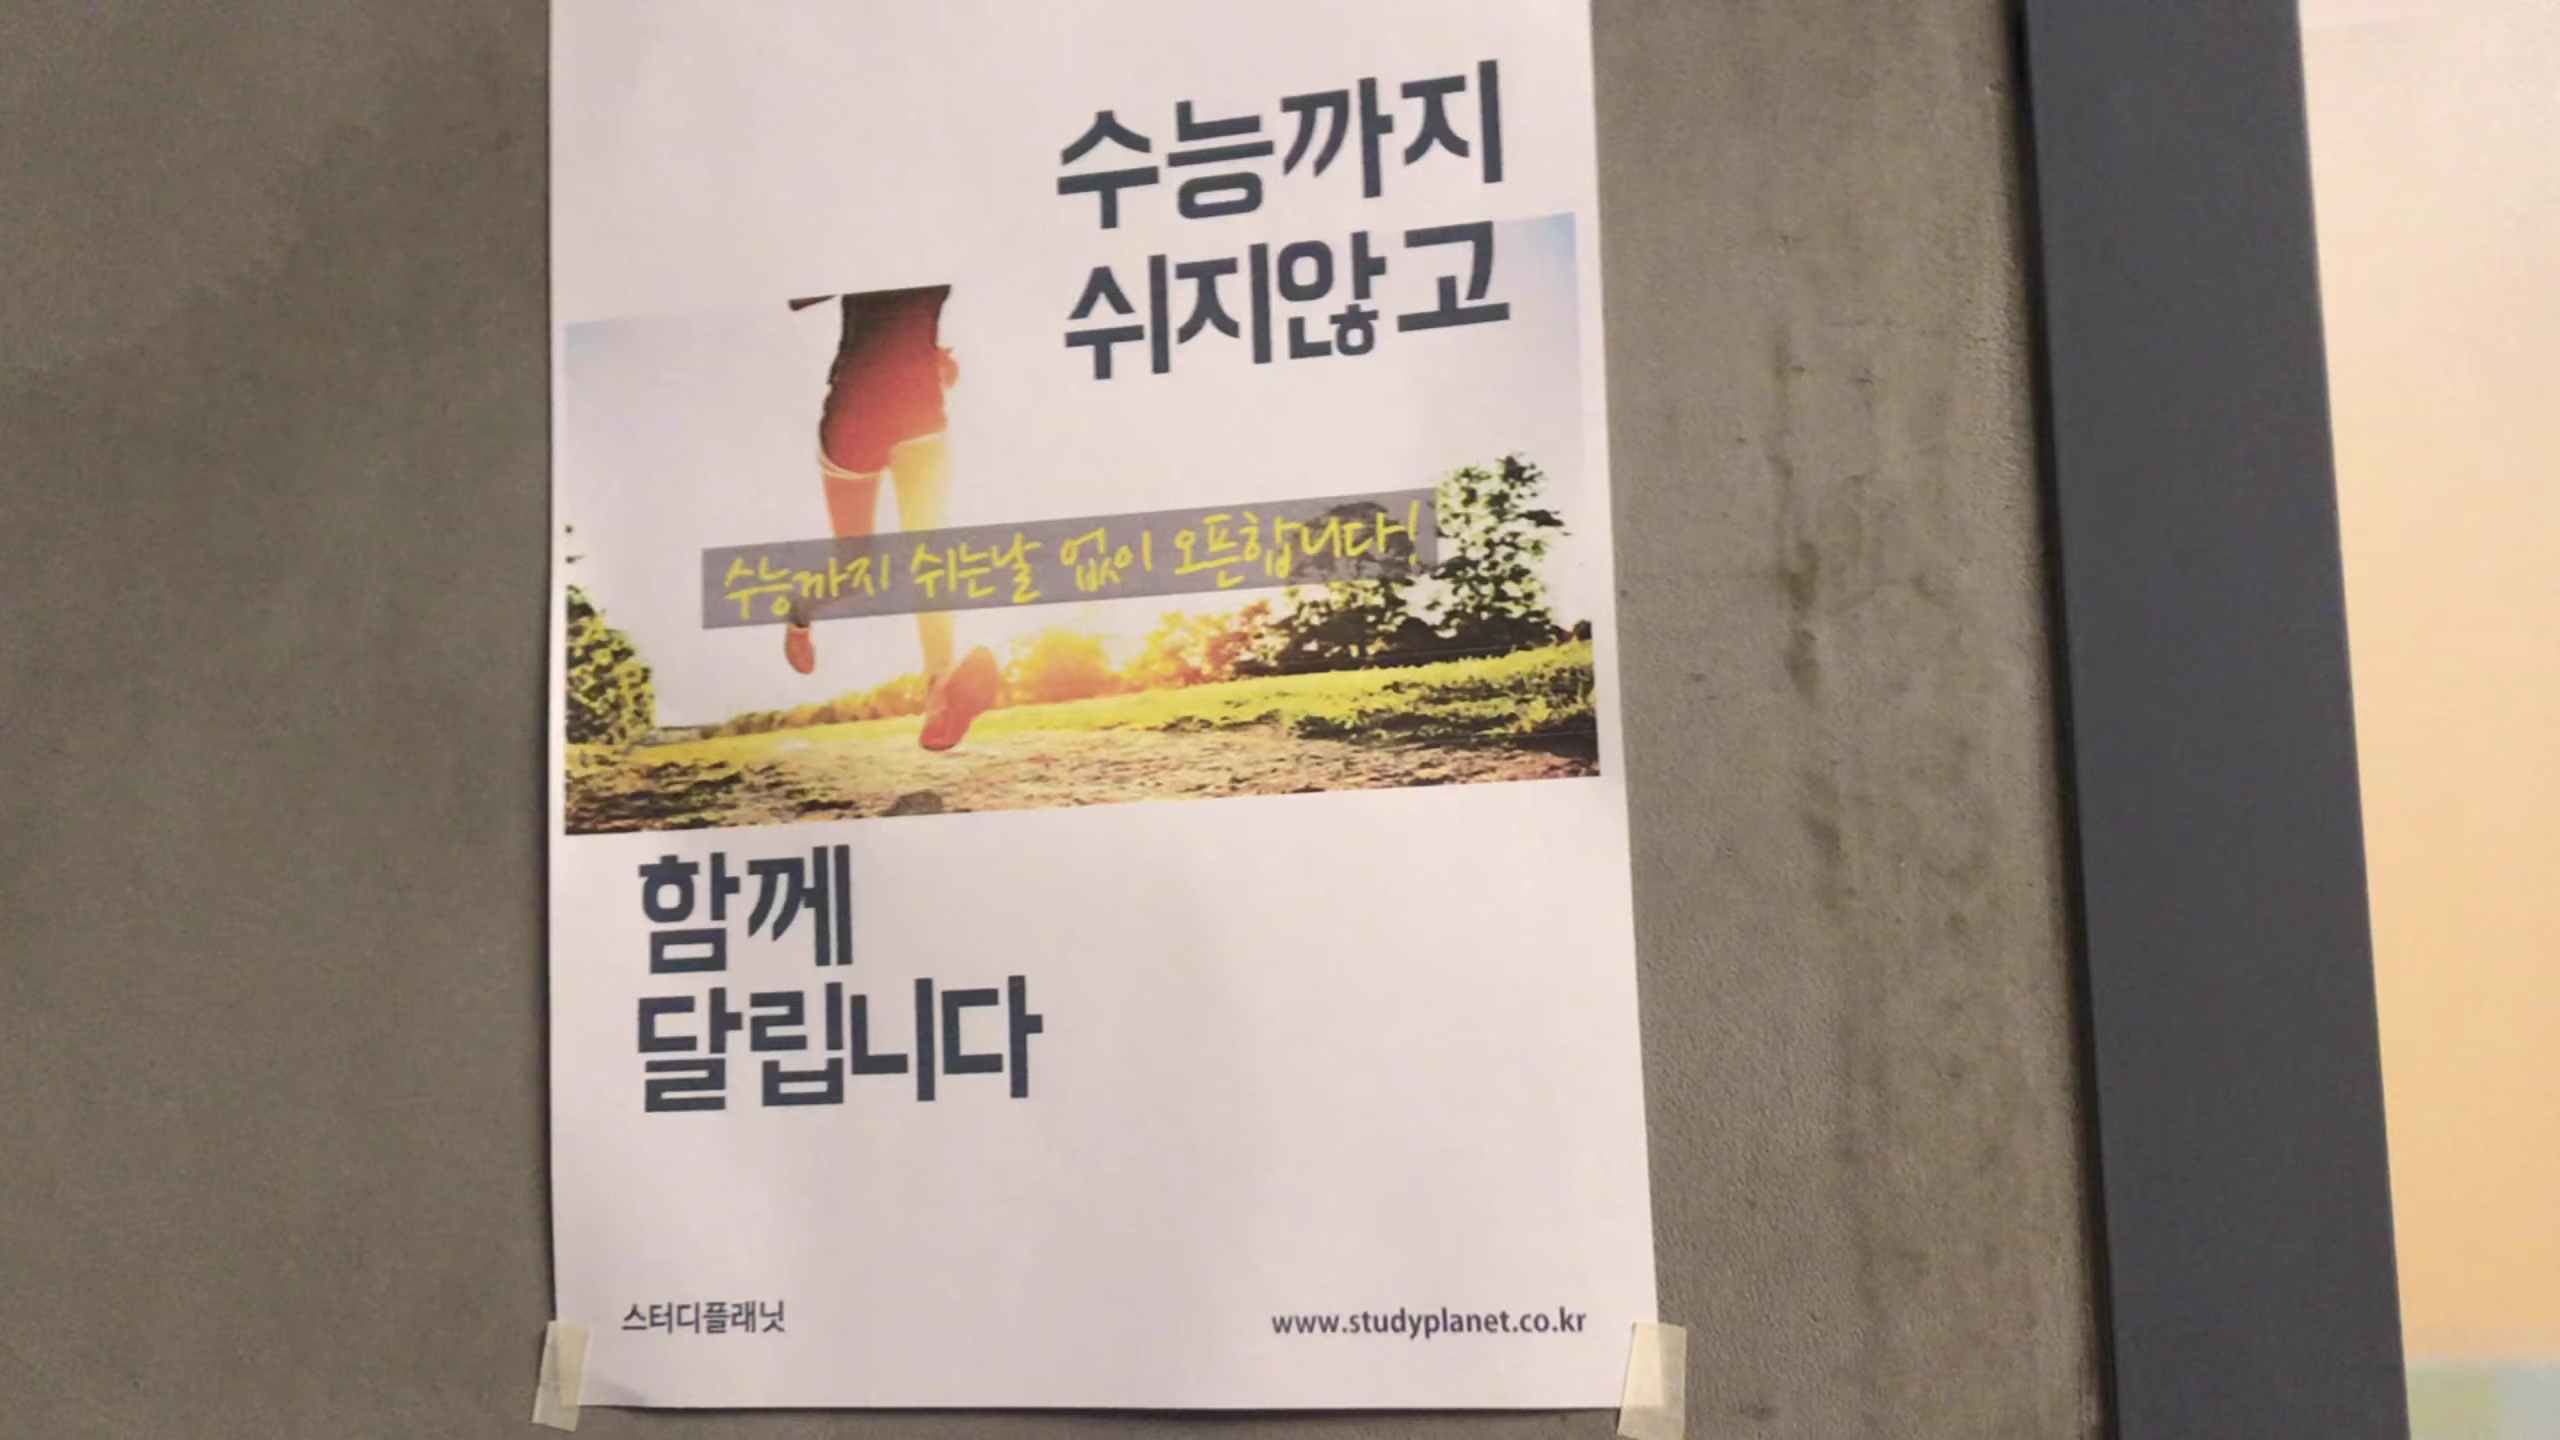 수능까지
쉬지않고
수능까지 쉬는날 없이 오픈합니다!
함께
달립니다
스터디플래닛
www.studyplanet.co.kr